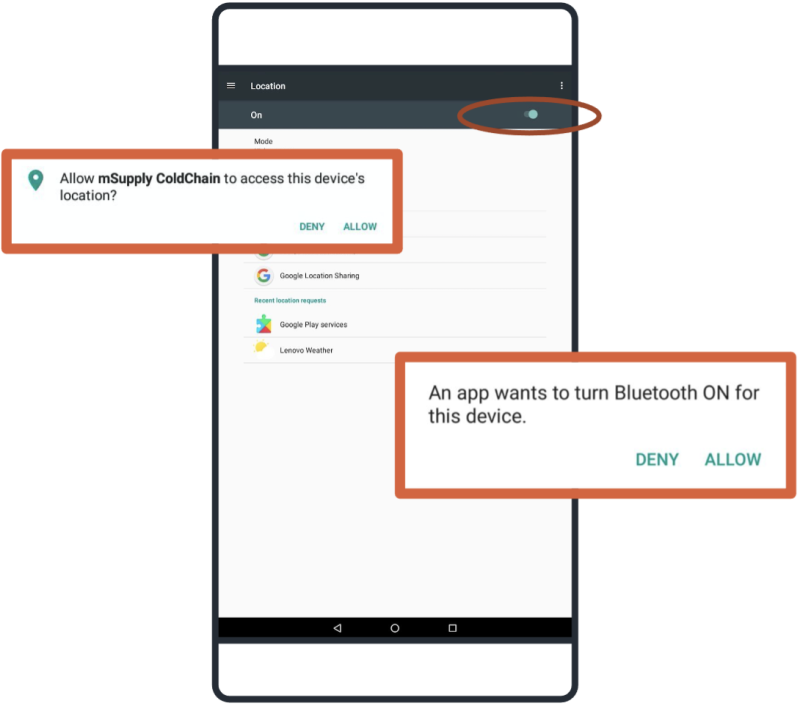 Location
On
Mode
Allow mSupply ColdChain to access this device's
location?
DENY ALLOW
Google Location Sharing
Recent location requests
Google Play services
Lenovo Weather
An app wants to turn Bluetooth ON for
this device.
DENY ALLOW